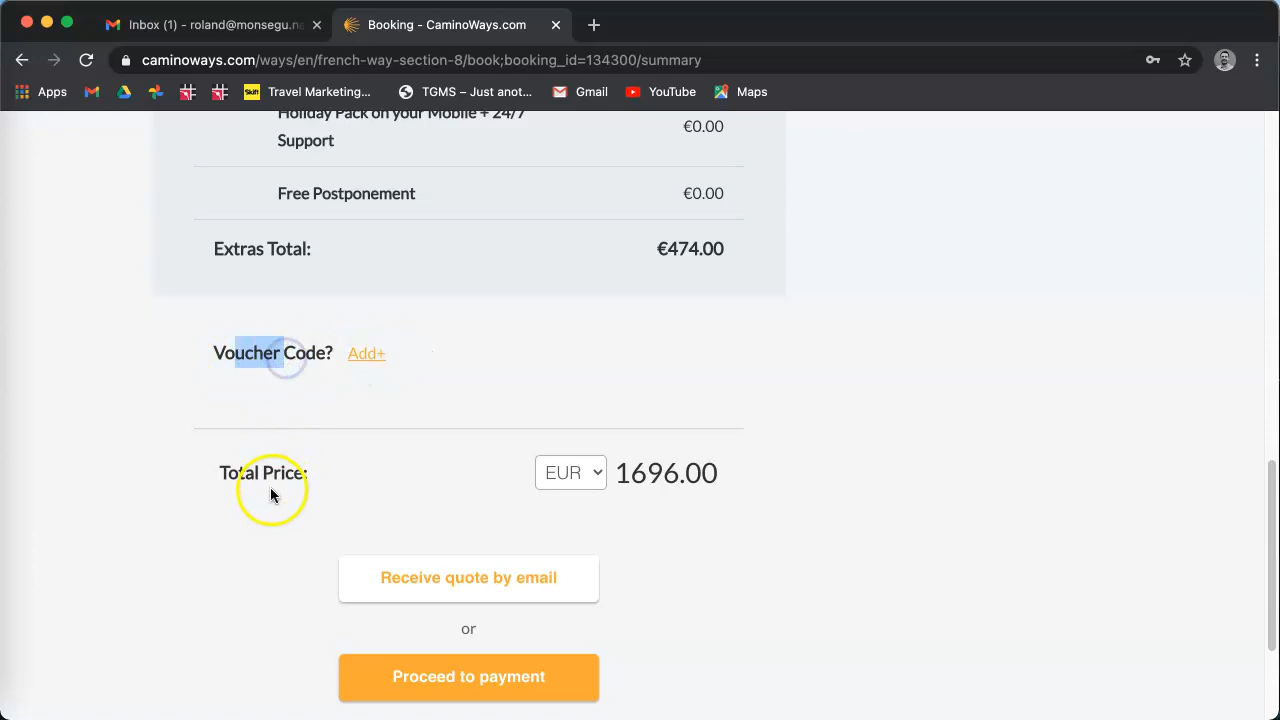 Inbox (1) - roland@monsegu.na
Booking - CaminoWays.com
caminoways.com/ways/en/french-way-section-8/book;booking_id=134300/summary
Apps
Skift
Travel Marketing...
TGMS – Just anot...
Gmail
YouTube
Maps
Holiday Pack on your Mobile + 24/7
Support
€0.00
Free Postponement
€0.00
Extras Total:
€474.00
Voucher Code?
Add+
Total Price:
EUR
1696.00
Receive quote by email
or
Proceed to payment